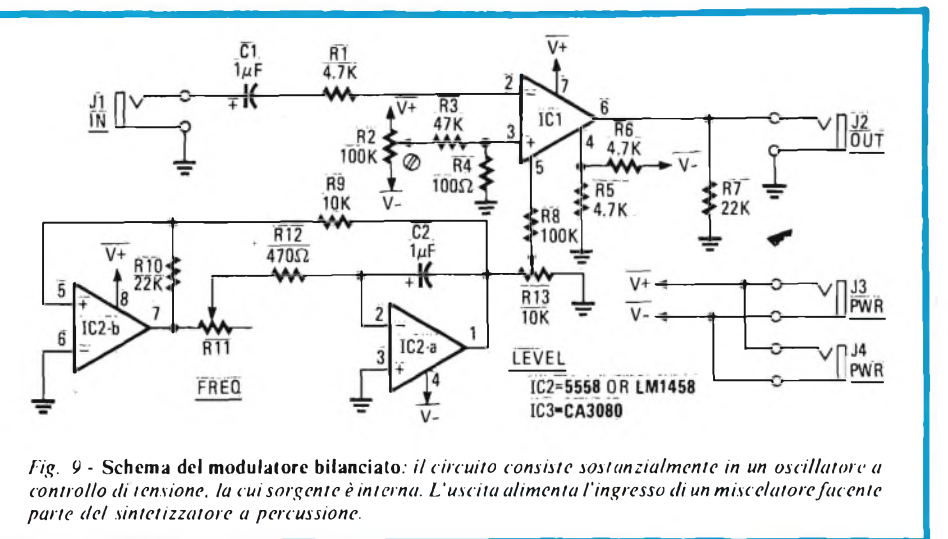 C1
1µF
R1
4.7K
V+
2
7
J1
IN
V+
R3
47K
IC1
6
R2
100K
3
4
R6
4.7K
J2
OUT
R4
100Ω
5
V-
V-
R5
4.7K
R7
22K
R9
10K
R8
100K
R12
470Ω
C2
1µF
V+
R10
22K
5
8
IC2-b
7
6
R11
FREQ
2
1
IC2-a
3
4
V-
R13
10K
LEVEL
V+
V-
J3
PWR
J4
PWR
IC2=5558 OR LM1458
IC3=CA3080
Fig. 9 - Schema del modulatore bilanciato: il circuito consiste sostanzialmente in un oscillatore a
controllo di tensione, la cui sorgente è interna. L'uscita alimenta l'ingresso di un miscelatore facente
parte del sintetizzatore a percussione.